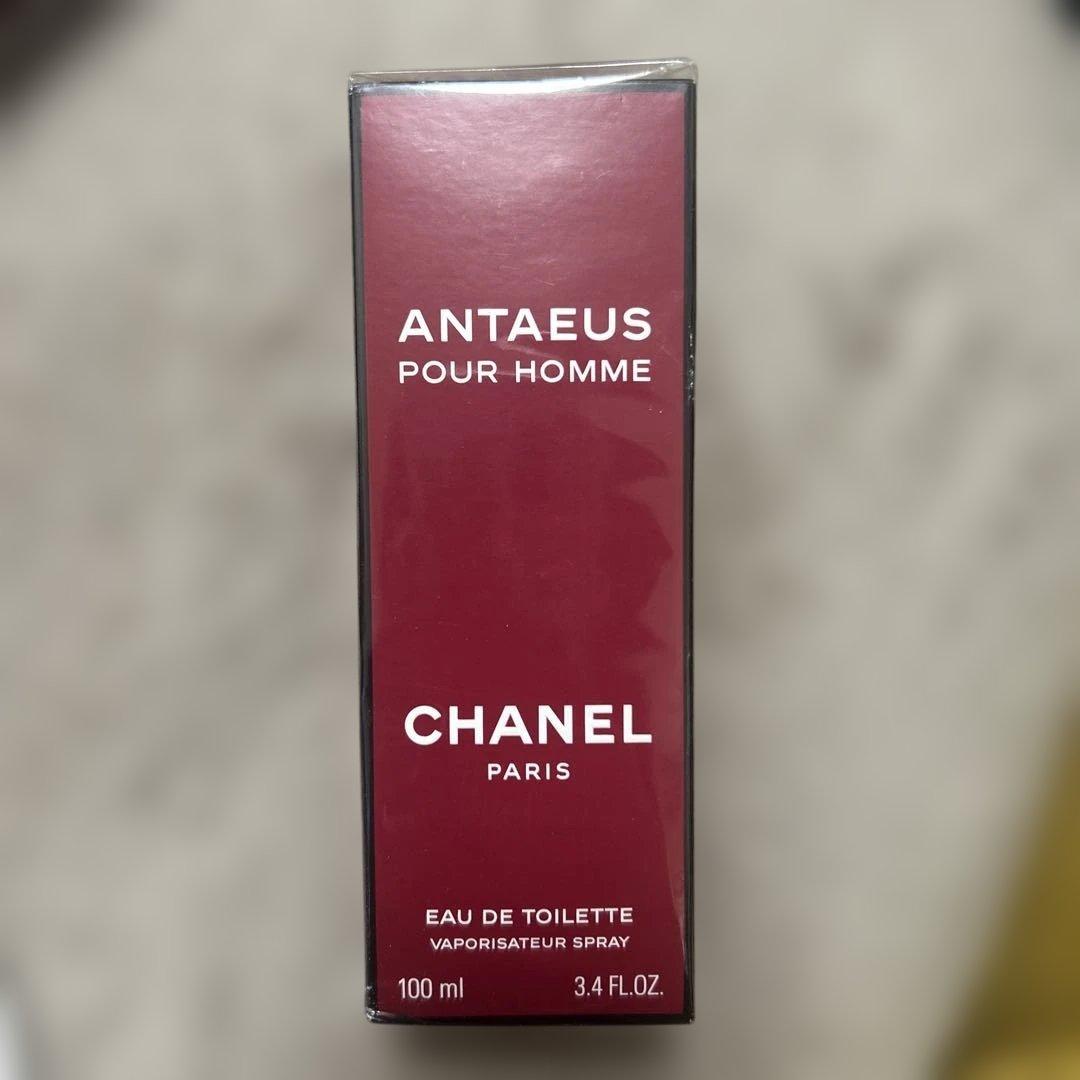 ANTAEUS
POUR HOMME
CHANEL
PARIS
EAU DE TOILETTE
VAPORISATEUR SPRAY
100 ml 3.4 FL.OZ.